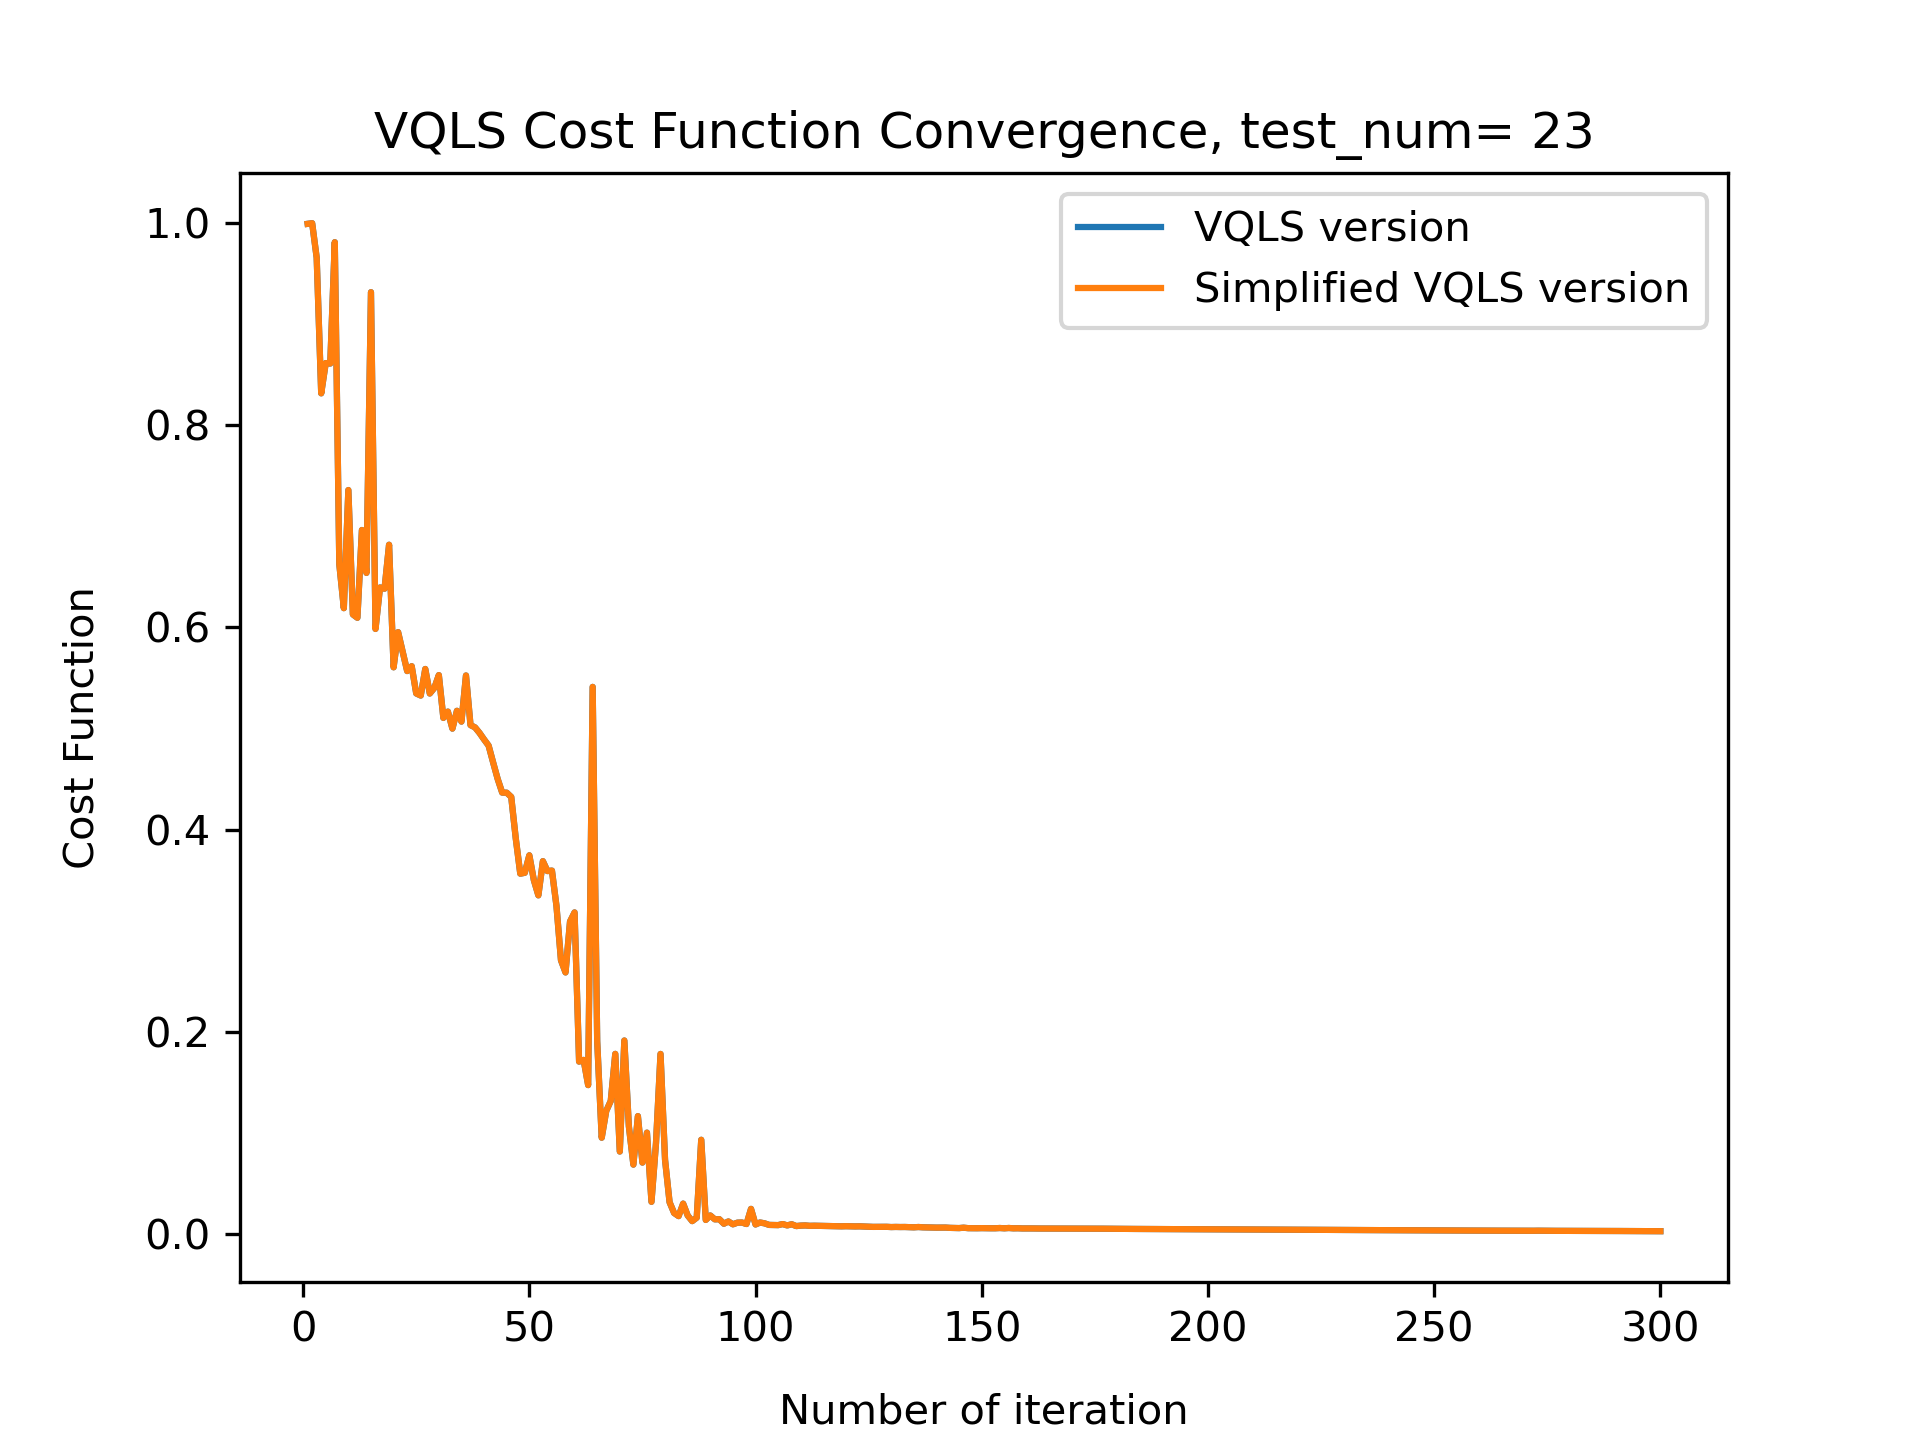 VQLS Cost Function Convergence, test_num= 23
VQLS version
Simplified VQLS version
1.0
0.8
0.6
0.4
0.2
0.0
Cost Function
0 50 100 150 200 250 300
Number of iteration